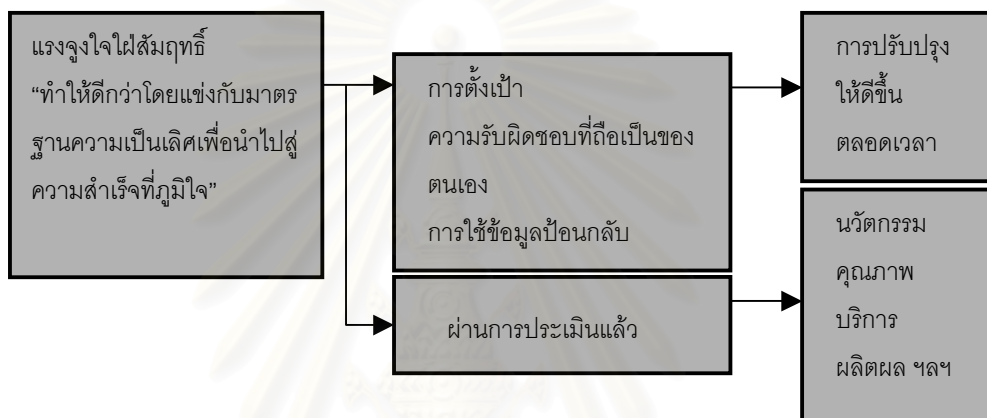 แรงจูงใจใฝ่สัมฤทธิ์
“ทำให้ดีกว่าโดยแข่งกับมาตร
ฐานความเป็นเลิศเพื่อนำไปสู่
ความสำเร็จที่ภูมิใจ”
การตั้งเป้า
ความรับผิดชอบที่ถือเป็นของ
ตนเอง
การใช้ข้อมูลป้อนกลับ
ผ่านการประเมินแล้ว
การปรับปรุง
ให้ดีขึ้น
ตลอดเวลา
นวัตกรรม
คุณภาพ
บริการ
ผลิตผล ฯลฯ